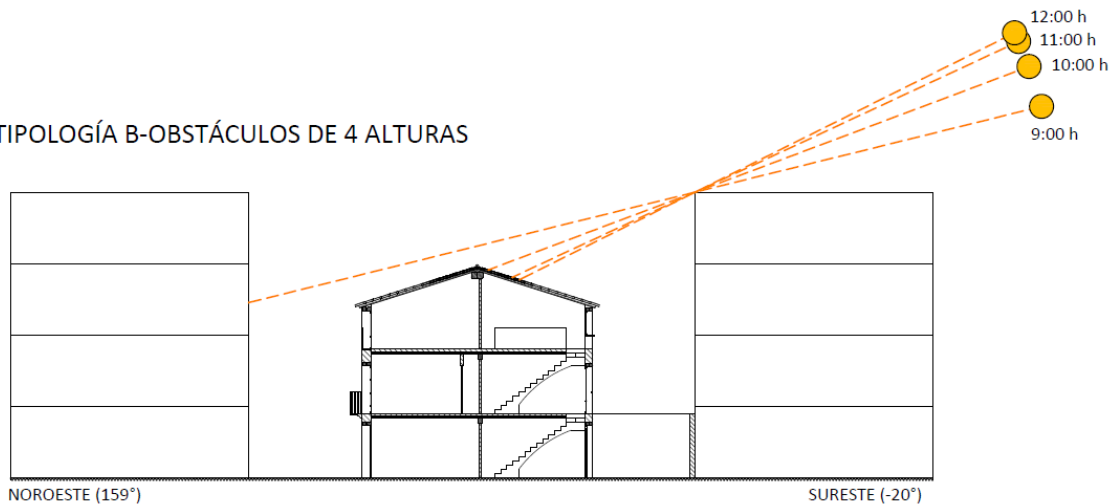 12:00 h
11:00 h
10:00 h
9:00 h
TIPOLOGÍA B-OBSTÁCULOS DE 4 ALTURAS
NOROESTE (159°)
SURESTE (-20°)